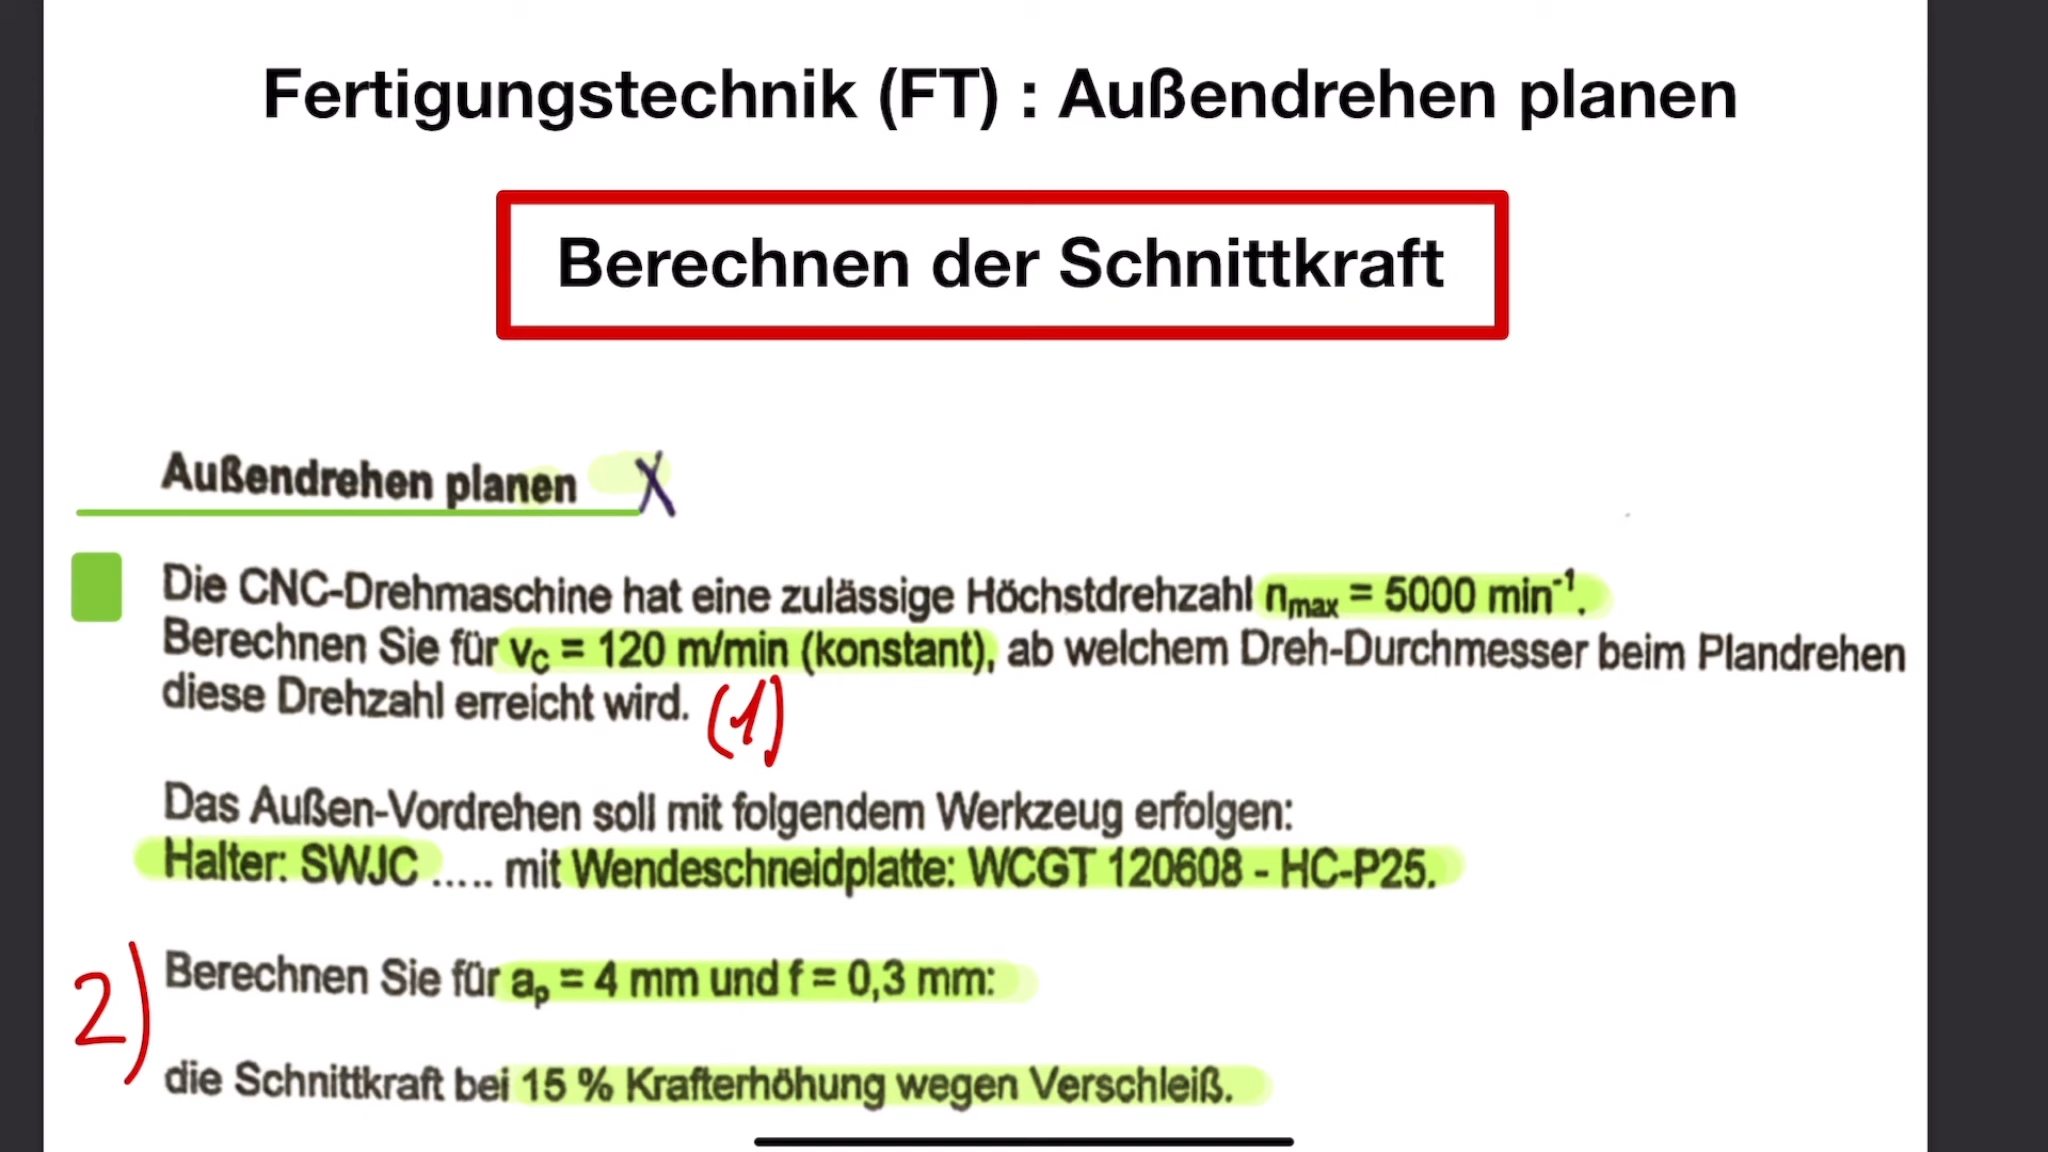 Fertigungstechnik (FT) : Außendrehen planen
Berechnen der Schnittkraft
Außendrehen planen X
Die CNC-Drehmaschine hat eine zulässige Höchstdrehzahl nmax = 5000 min⁻¹.
Berechnen Sie für vC = 120 m/min (konstant), ab welchem Dreh-Durchmesser beim Plandrehen
diese Drehzahl erreicht wird. (1)
Das Außen-Vordrehen soll mit folgendem Werkzeug erfolgen:
Halter: SWJC ..... mit Wendeschneidplatte: WCGT 120608 - HC-P25.
2) Berechnen Sie für ap = 4 mm und f = 0,3 mm:
die Schnittkraft bei 15 % Krafterhöhung wegen Verschleiß.